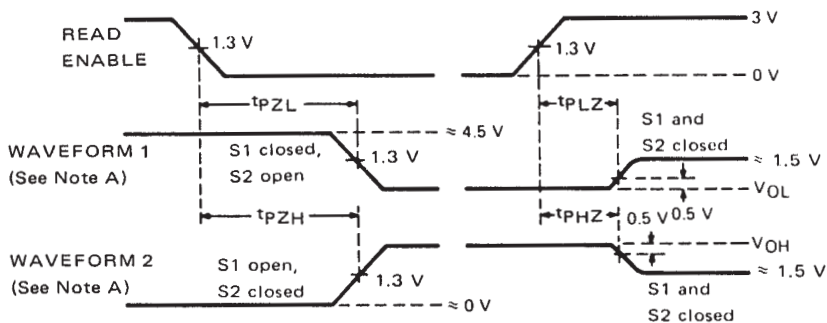 READ
ENABLE
1.3 V
1.3 V
3 V
0 V
tPZL
tPLZ
S1 and
S2 closed
≈ 4.5 V
WAVEFORM 1
(See Note A)
S1 closed,
S2 open
1.3 V
≈ 1.5 V
VOL
0.5 V
tPZH
tPHZ
0.5 V
VOH
WAVEFORM 2
(See Note A)
S1 open,
S2 closed
1.3 V
≈ 1.5 V
≈ 0 V
S1 and
S2 closed